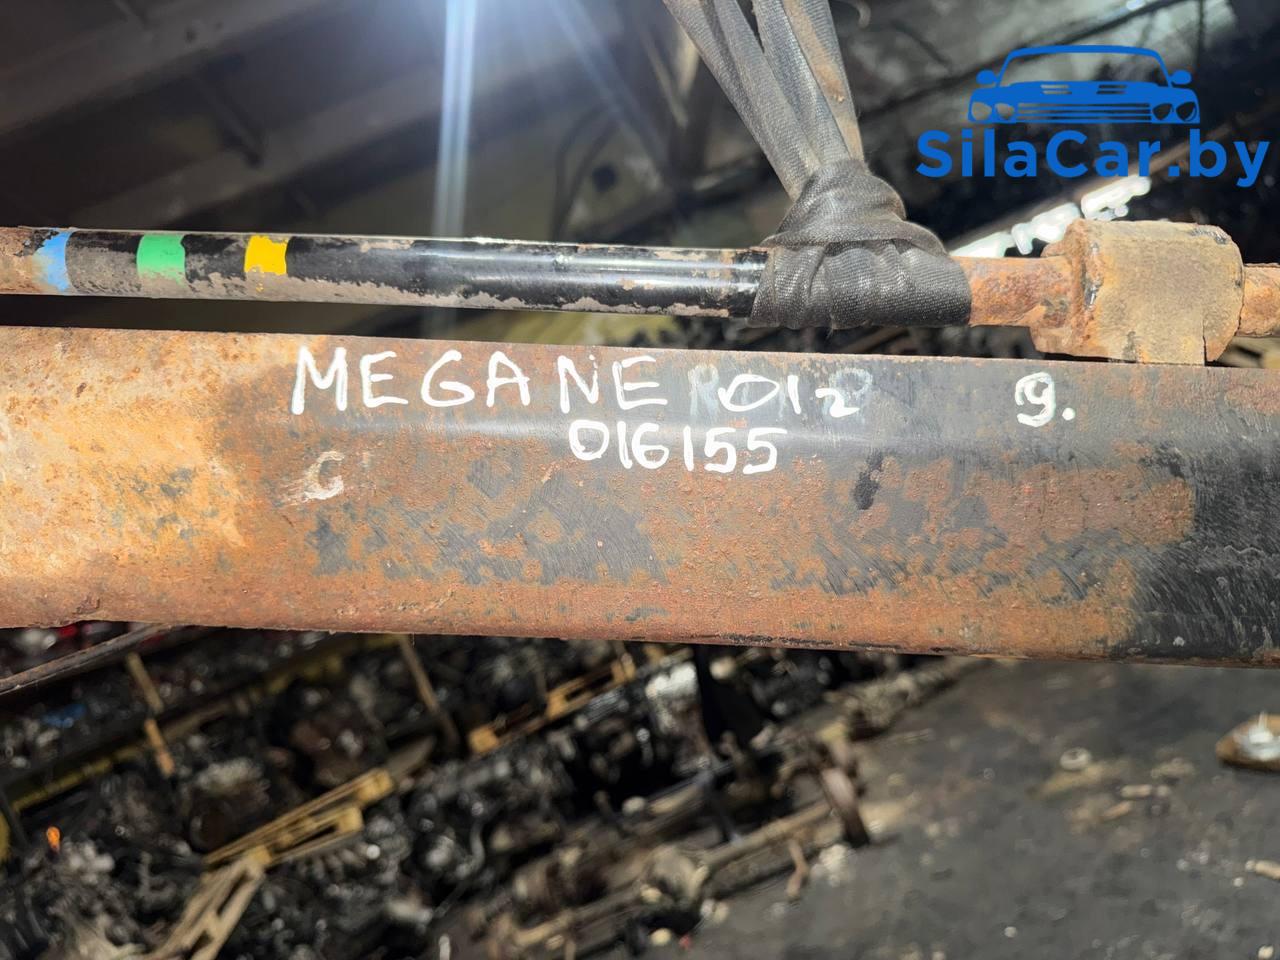 SilaCar.by
MEGANE 012 9.
016155
G